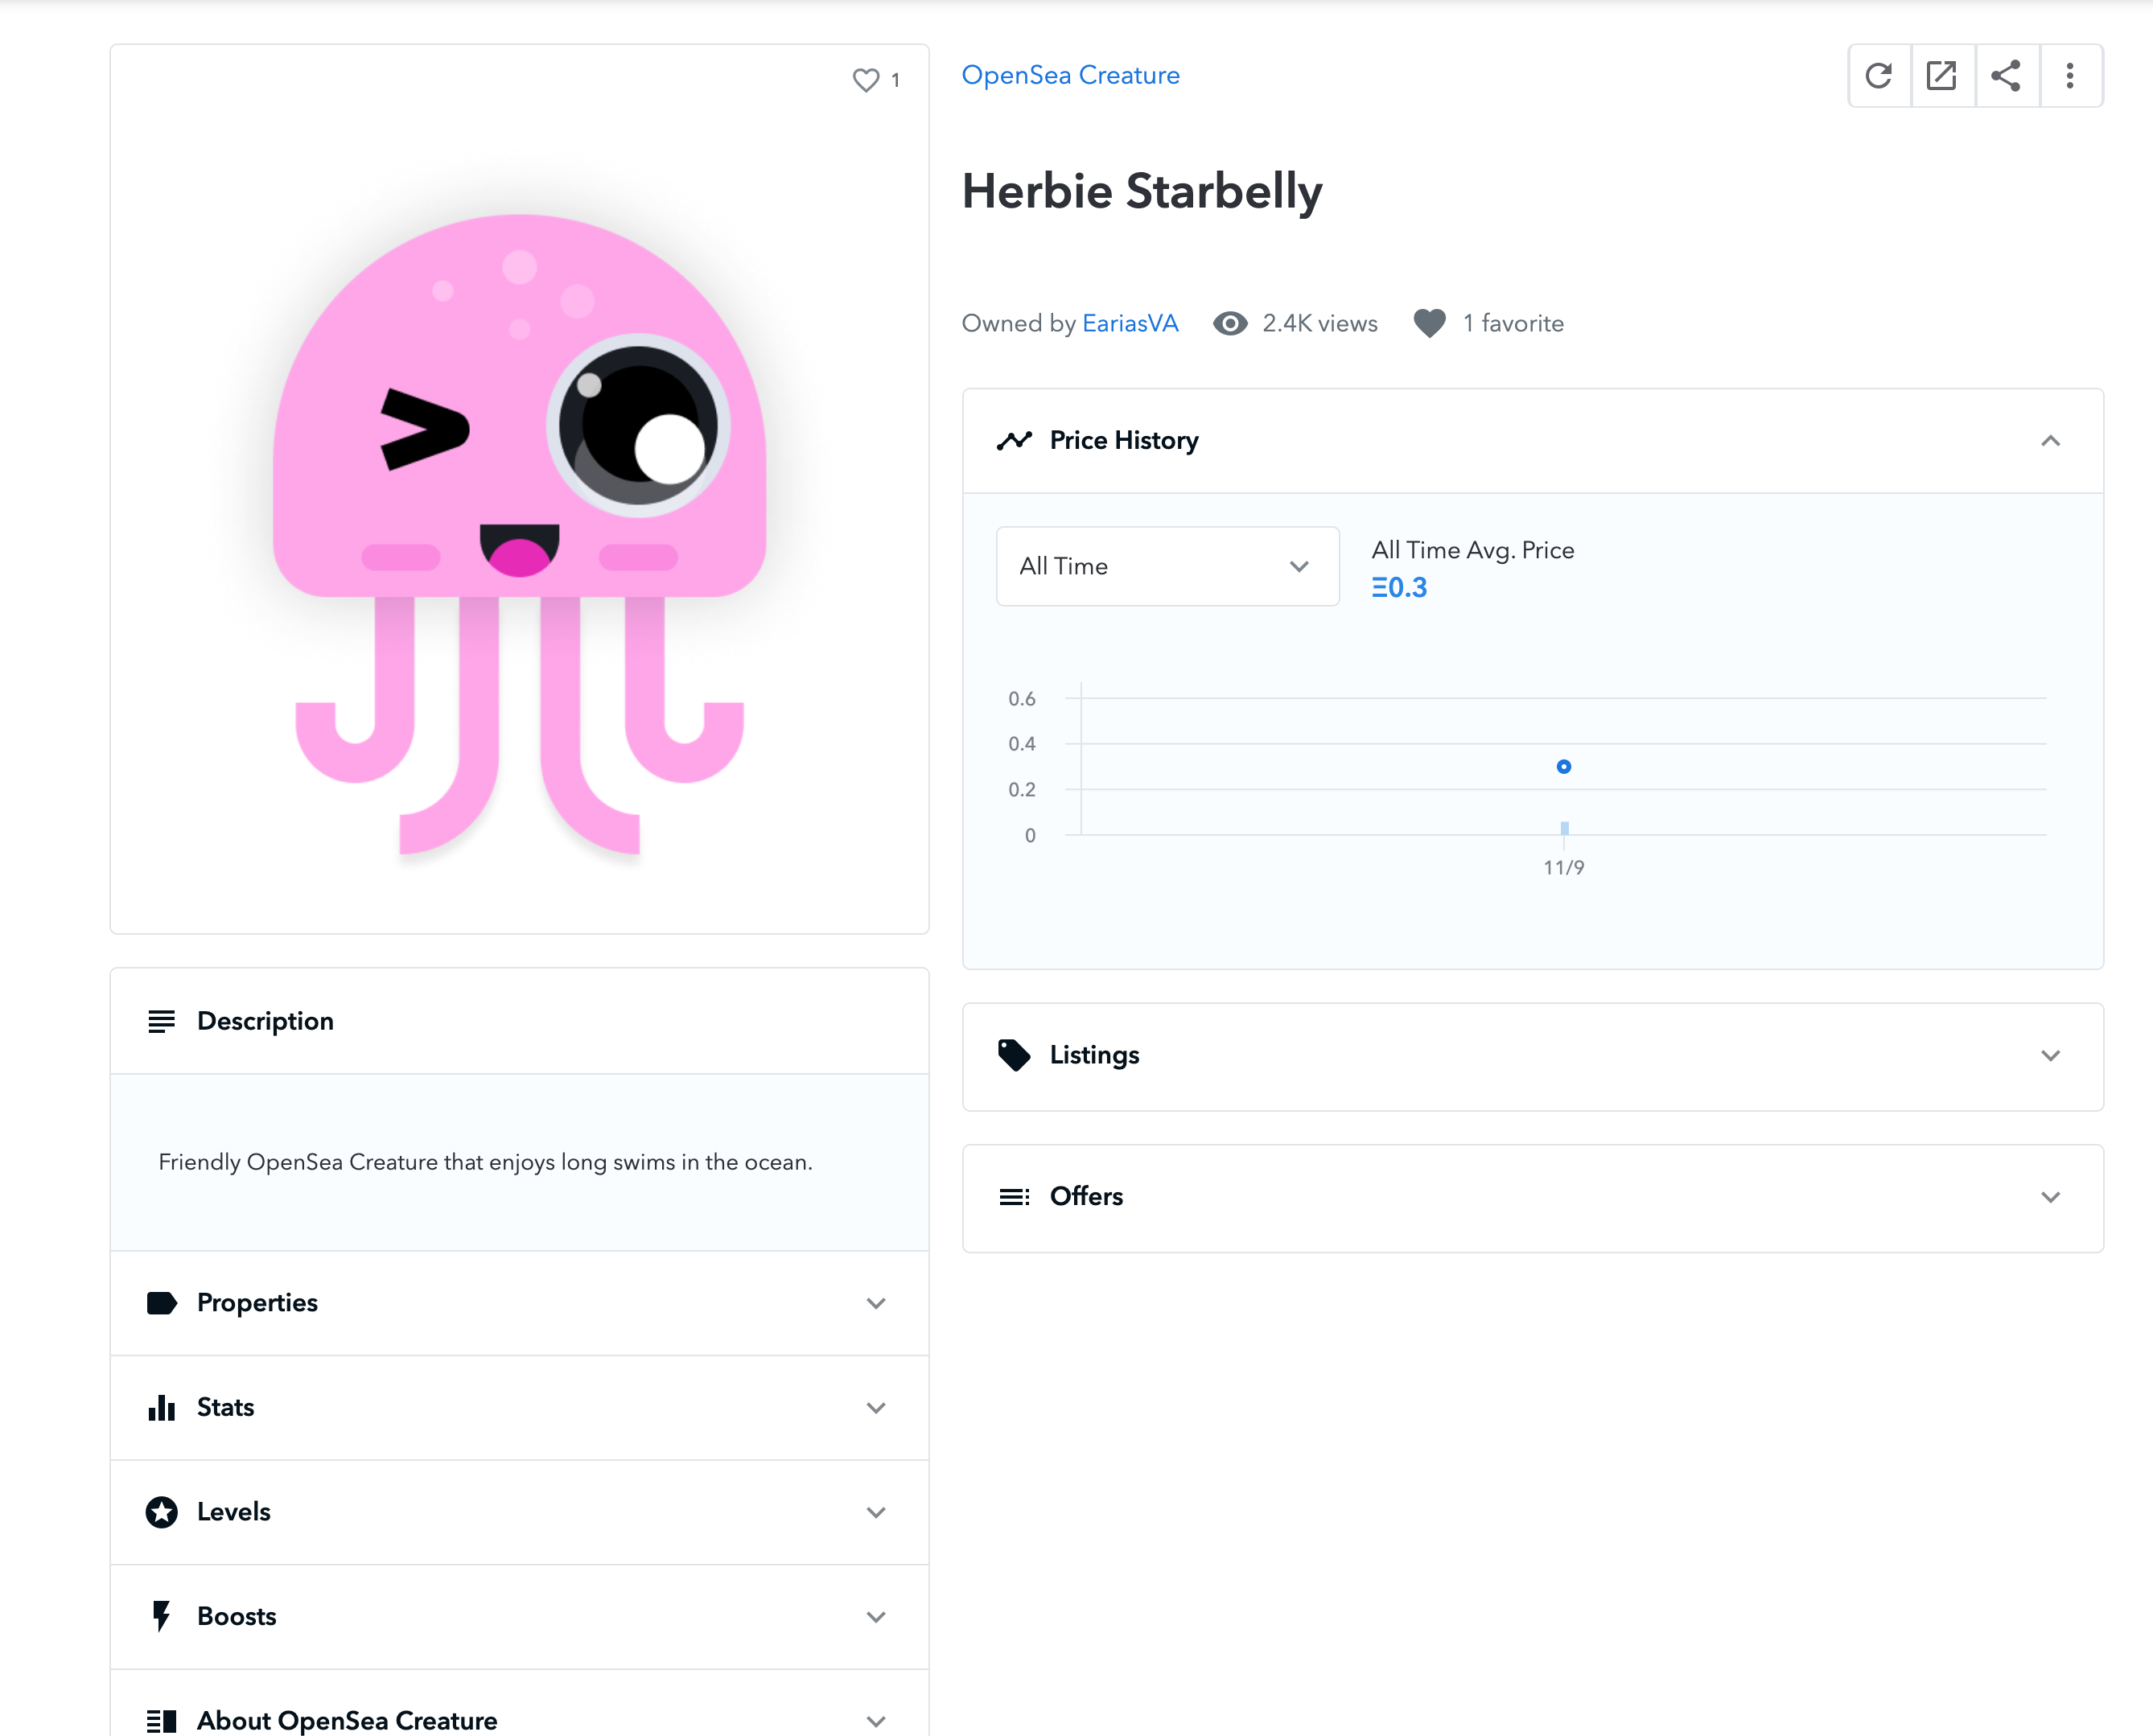 1
OpenSea Creature
Herbie Starbelly
Owned by EariasVA 2.4K views 1 favorite
Price History
All Time
All Time Avg. Price
Ξ0.3
0.6
0.4
0.2
0
11/9
Listings
Offers
Description
Friendly OpenSea Creature that enjoys long swims in the ocean.
Properties
Stats
Levels
Boosts
About OpenSea Creature